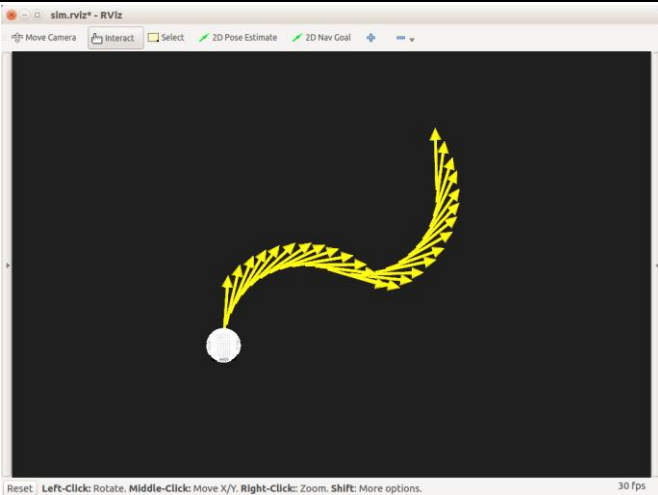 sim.rviz* - RViz
Move Camera Interact Select 2D Pose Estimate 2D Nav Goal
Reset Left-Click: Rotate. Middle-Click: Move X/Y. Right-Click:: Zoom. Shift: More options. 30 fps